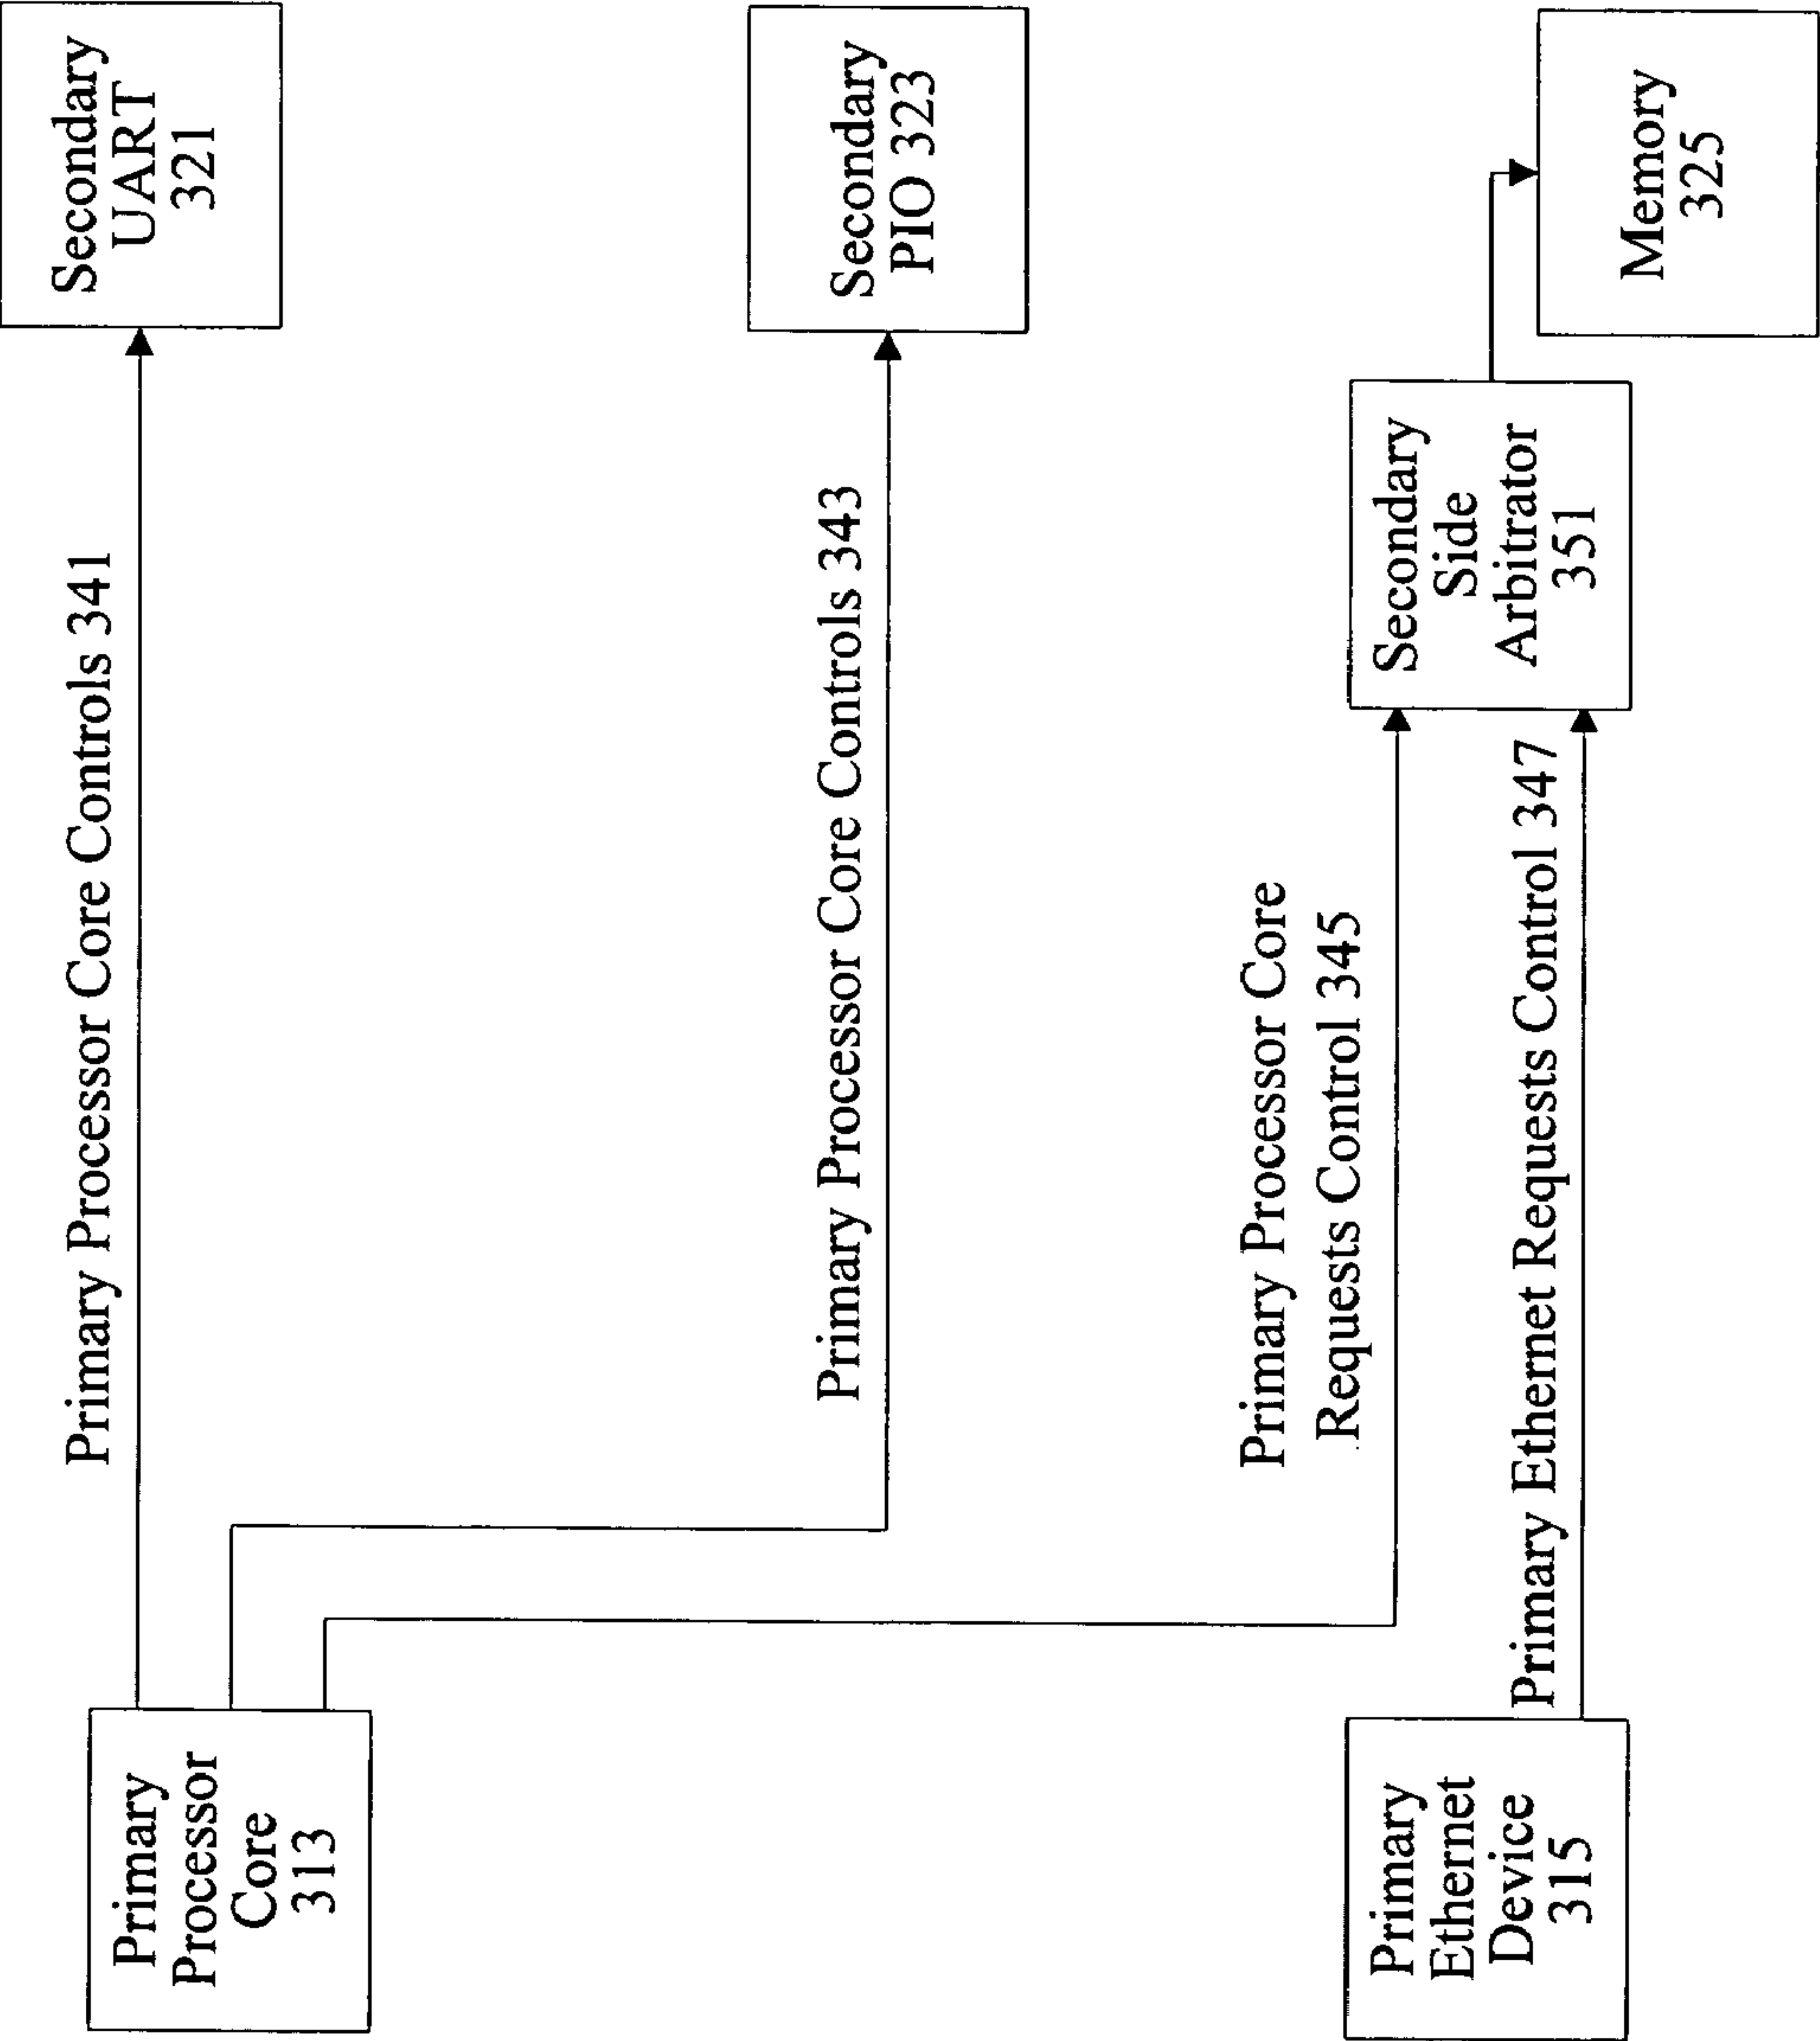 Primary
Processor
Core
313
Primary Processor Core Controls 341
Secondary
UART
321
Primary Processor Core Controls 343
Secondary
PIO 323
Primary Processor Core
Requests Control 345
Primary Ethernet Requests Control 347
Primary
Ethernet
Device
315
Secondary
Side
Arbitrator
351
Memory
325